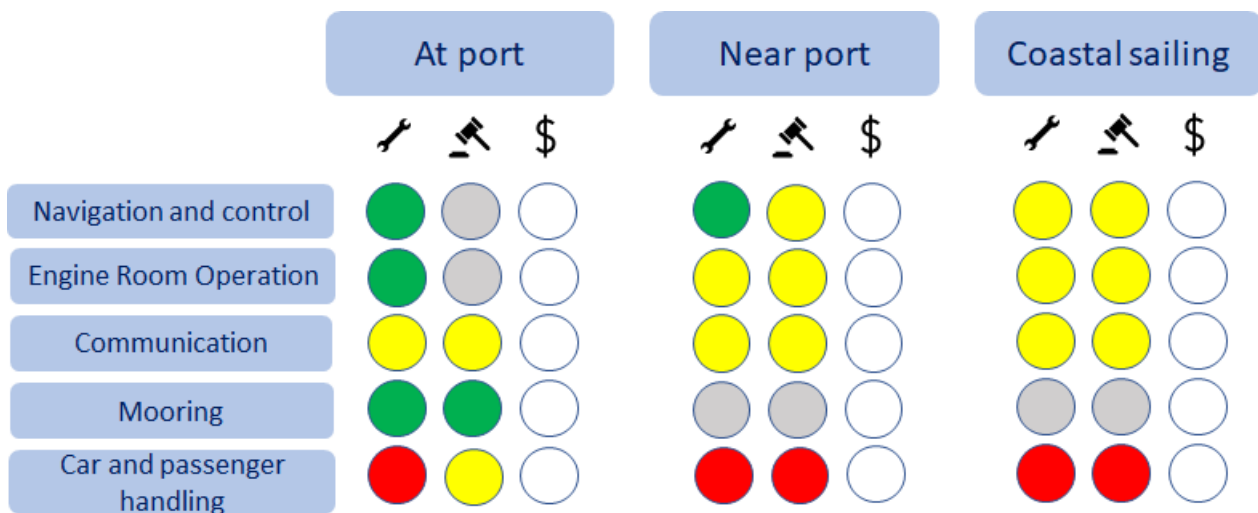 At port
Near port
Coastal sailing
$
$
$
Navigation and control
Engine Room Operation
Communication
Mooring
Car and passenger
handling